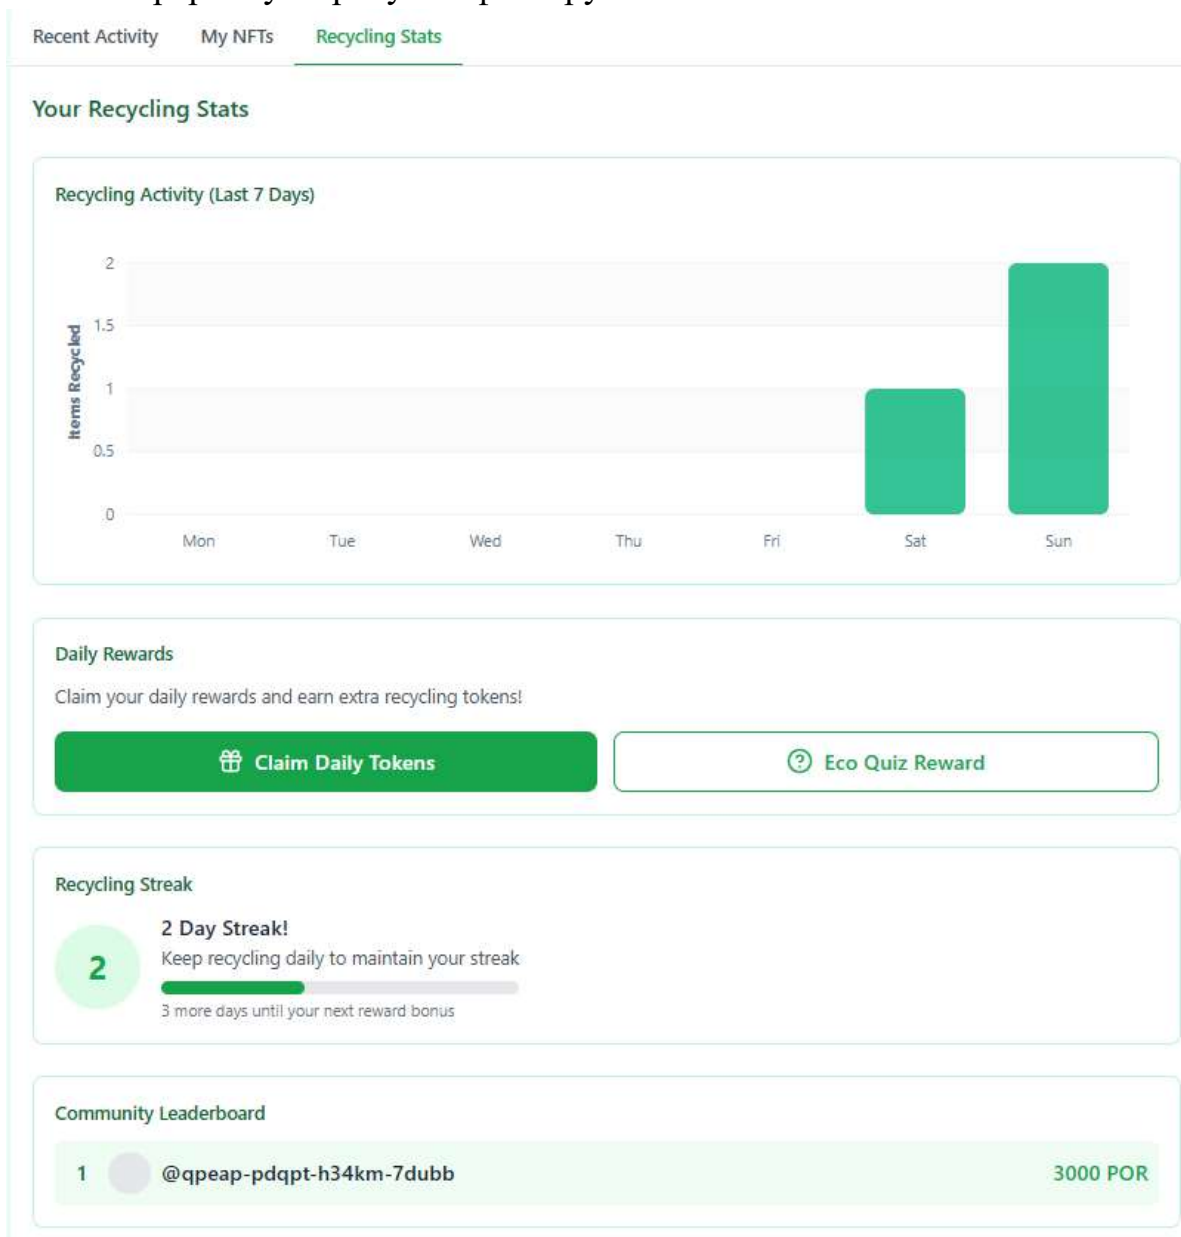 Recent Activity My NFTs Recycling Stats
Your Recycling Stats
Recycling Activity (Last 7 Days)
Items Recycled
2
1.5
1
0.5
0
Mon Tue Wed Thu Fri Sat Sun
Daily Rewards
Claim your daily rewards and earn extra recycling tokens!
Claim Daily Tokens Eco Quiz Reward
Recycling Streak
2
2 Day Streak!
Keep recycling daily to maintain your streak
3 more days until your next reward bonus
Community Leaderboard
1 @qpeap-pdqpt-h34km-7dubb 3000 POR